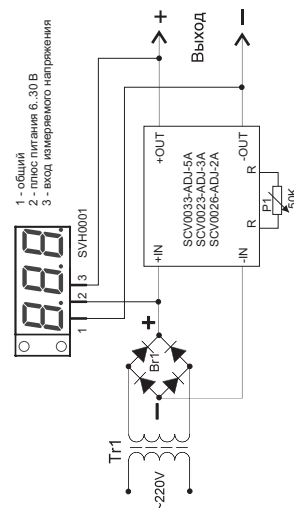 1 - общий
2 - плюс питания 6..30 В
3 - вход измеряемого напряжения
SVH0001
1 2 3
+ Выход −
+OUT -OUT
SCV0033-ADJ-5A
SCV0023-ADJ-3A
SCV0026-ADJ-2A
+IN -IN
R R
P1
50K
+
Br1
−
Tr1
~220V